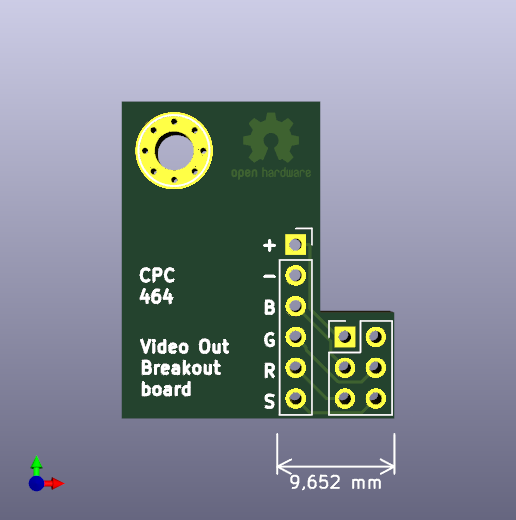 open hardware
+
−
CPC
464
B
G
Video Out
Breakout
board
R
S
9,652 mm